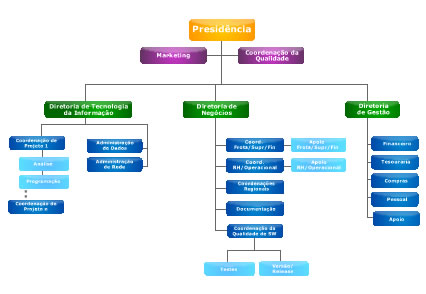 Presidência
Marketing
Coordenação da
Qualidade
Diretoria de Tecnologia
da Informação
Diretoria de
Negócios
Diretoria
de Gestão
Coordenação de
Projeto 1
Análise
Programação
Coordenação de
Projeto n
Administração
de Dados
Administração
de Rede
Coord.
Frota/Supr/Fin
Apoio
Frota/Supr/Fin
Coord.
RH/Operacional
Apoio
RH/Operacional
Coordenações
Regionais
Documentação
Coordenação da
Qualidade de SW
Testes
Versão/
Release
Financeiro
Tesouraria
Compras
Pessoal
Apoio